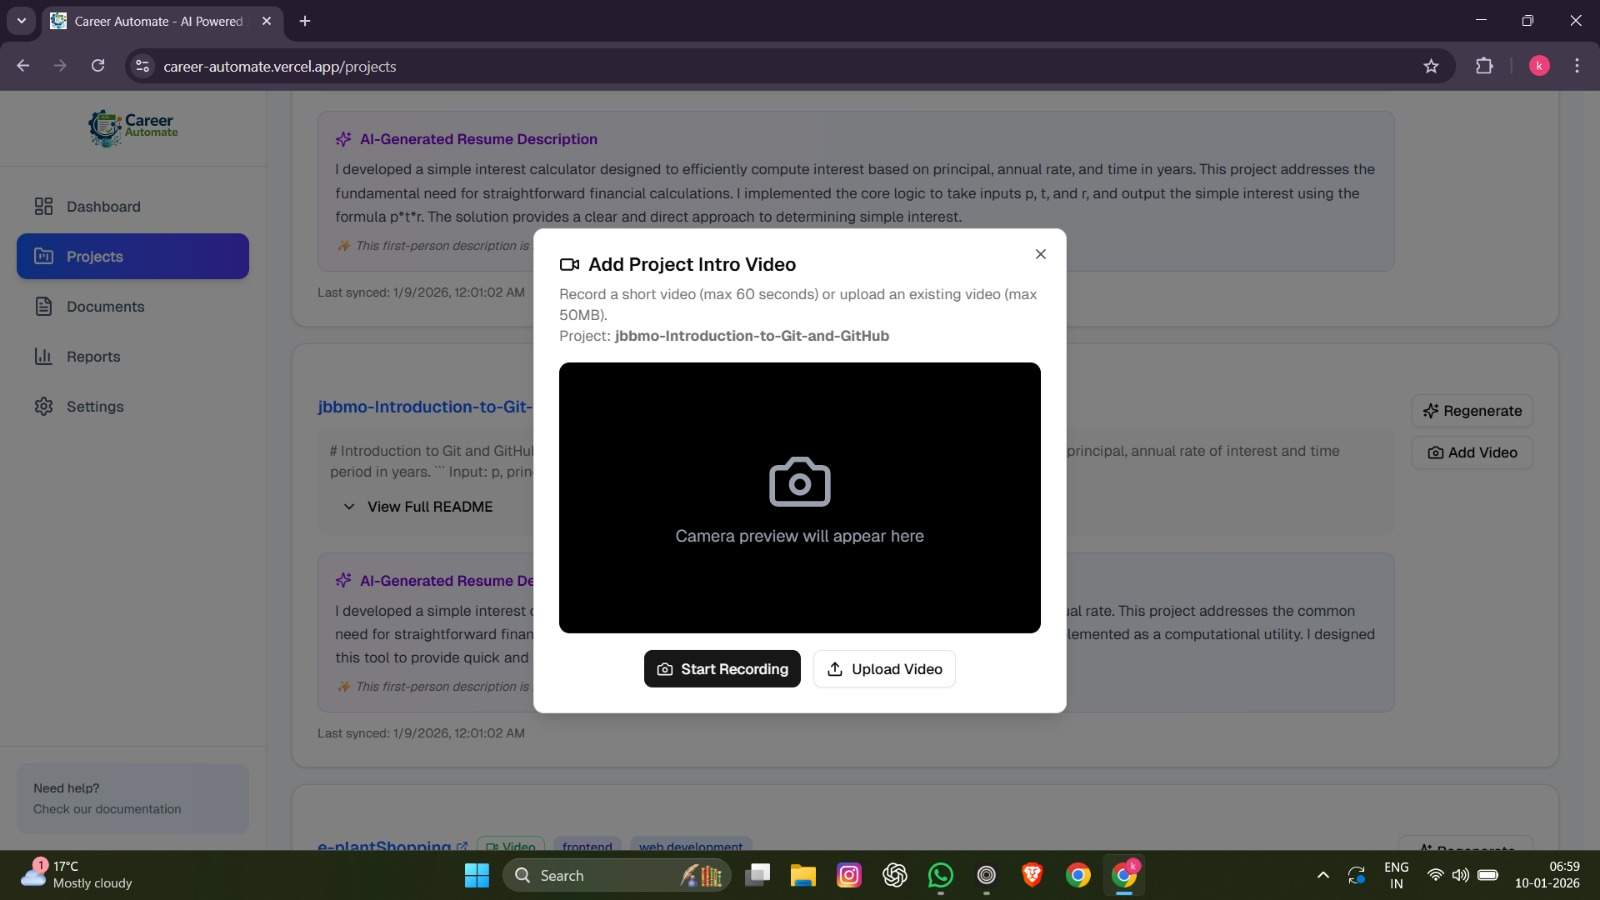 Career Automate - AI Powered
career-automate.vercel.app/projects
k
Career
Automate
Dashboard
Projects
Documents
Reports
Settings
Need help?
Check our documentation
AI-Generated Resume Description
I developed a simple interest calculator designed to efficiently compute interest based on principal, annual rate, and time in years. This project addresses the
fundamental need for straightforward financial calculations. I implemented the core logic to take inputs p, t, and r, and output the simple interest using the
formula p*t*r. The solution provides a clear and direct approach to determining simple interest.
This first-person description is
Last synced: 1/9/2026, 12:01:02 AM
jbbmo-Introduction-to-Git-
Regenerate
# Introduction to Git and GitHu
principal, annual rate of interest and time
Add Video
period in years. ``` Input: p, prin
View Full README
AI-Generated Resume De
I developed a simple interest
ual rate. This project addresses the common
need for straightforward finan
lemented as a computational utility. I designed
this tool to provide quick and
This first-person description is
Last synced: 1/9/2026, 12:01:02 AM
e-plantShopping
Video
frontend
web development
Regenerate
Add Project Intro Video
Record a short video (max 60 seconds) or upload an existing video (max
50MB).
Project: jbbmo-Introduction-to-Git-and-GitHub
Camera preview will appear here
Start Recording
Upload Video
1
17°C
Mostly cloudy
Search
k
ENG
IN
06:59
10-01-2026